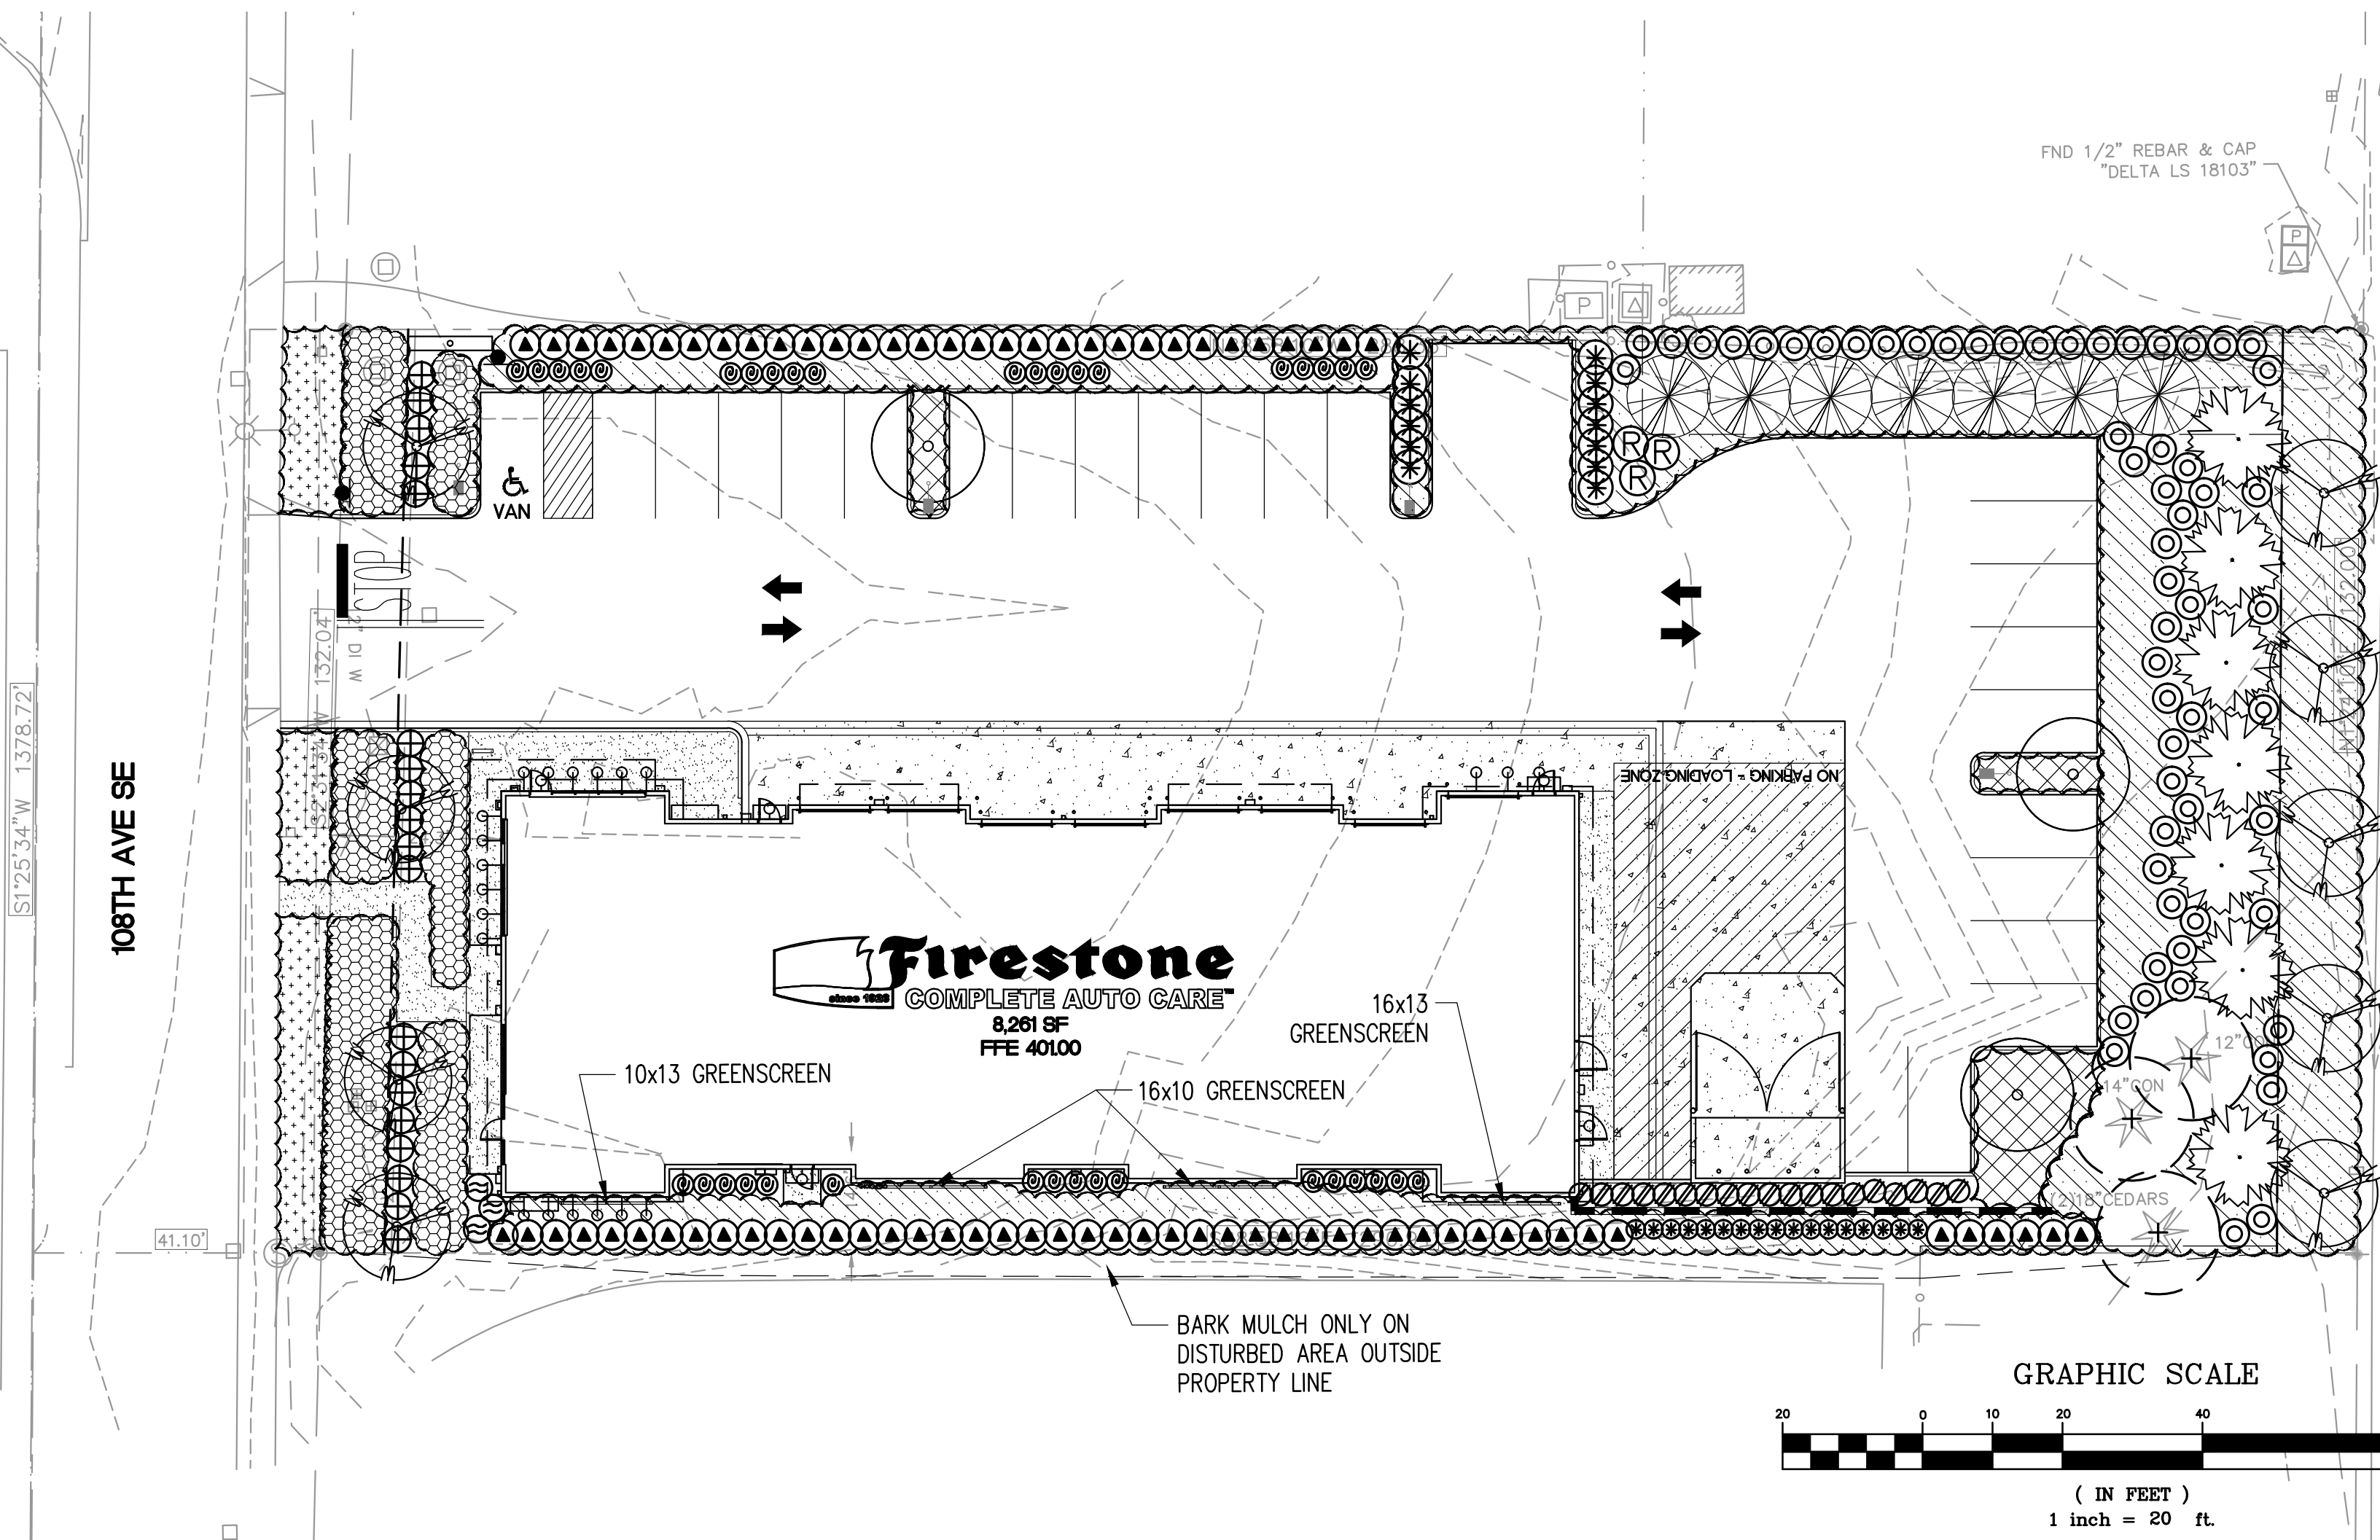 FND 1/2" REBAR & CAP
"DELTA LS 18103"
P
P
R
R
R
VAN
STOP
132.04'
S1°25'34"W 1378.72'
108TH AVE SE
NO PARKING - LOADING ZONE
Firestone
since 1926
COMPLETE AUTO CARE™
8,261 SF
FFE 401.00
16x13
GREENSCREEN
10x13 GREENSCREEN
16x10 GREENSCREEN
14"CON
(2)18"CEDARS
41.10'
BARK MULCH ONLY ON
DISTURBED AREA OUTSIDE
PROPERTY LINE
GRAPHIC SCALE
20 0 10 20 40
( IN FEET )
1 inch = 20 ft.